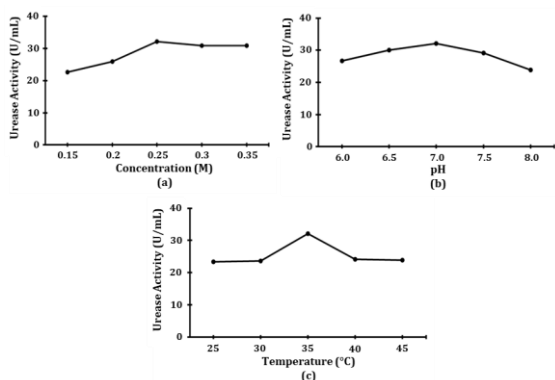 Urease Activity (U/mL)
40
30
20
10
0
0.15 0.2 0.25 0.3 0.35
Concentration (M)
(a)
Urease Activity (U/mL)
40
30
20
10
0
6.0 6.5 7.0 7.5 8.0
pH
(b)
Urease Activity (U/mL)
40
30
20
10
0
25 30 35 40 45
Temperature (°C)
(c)